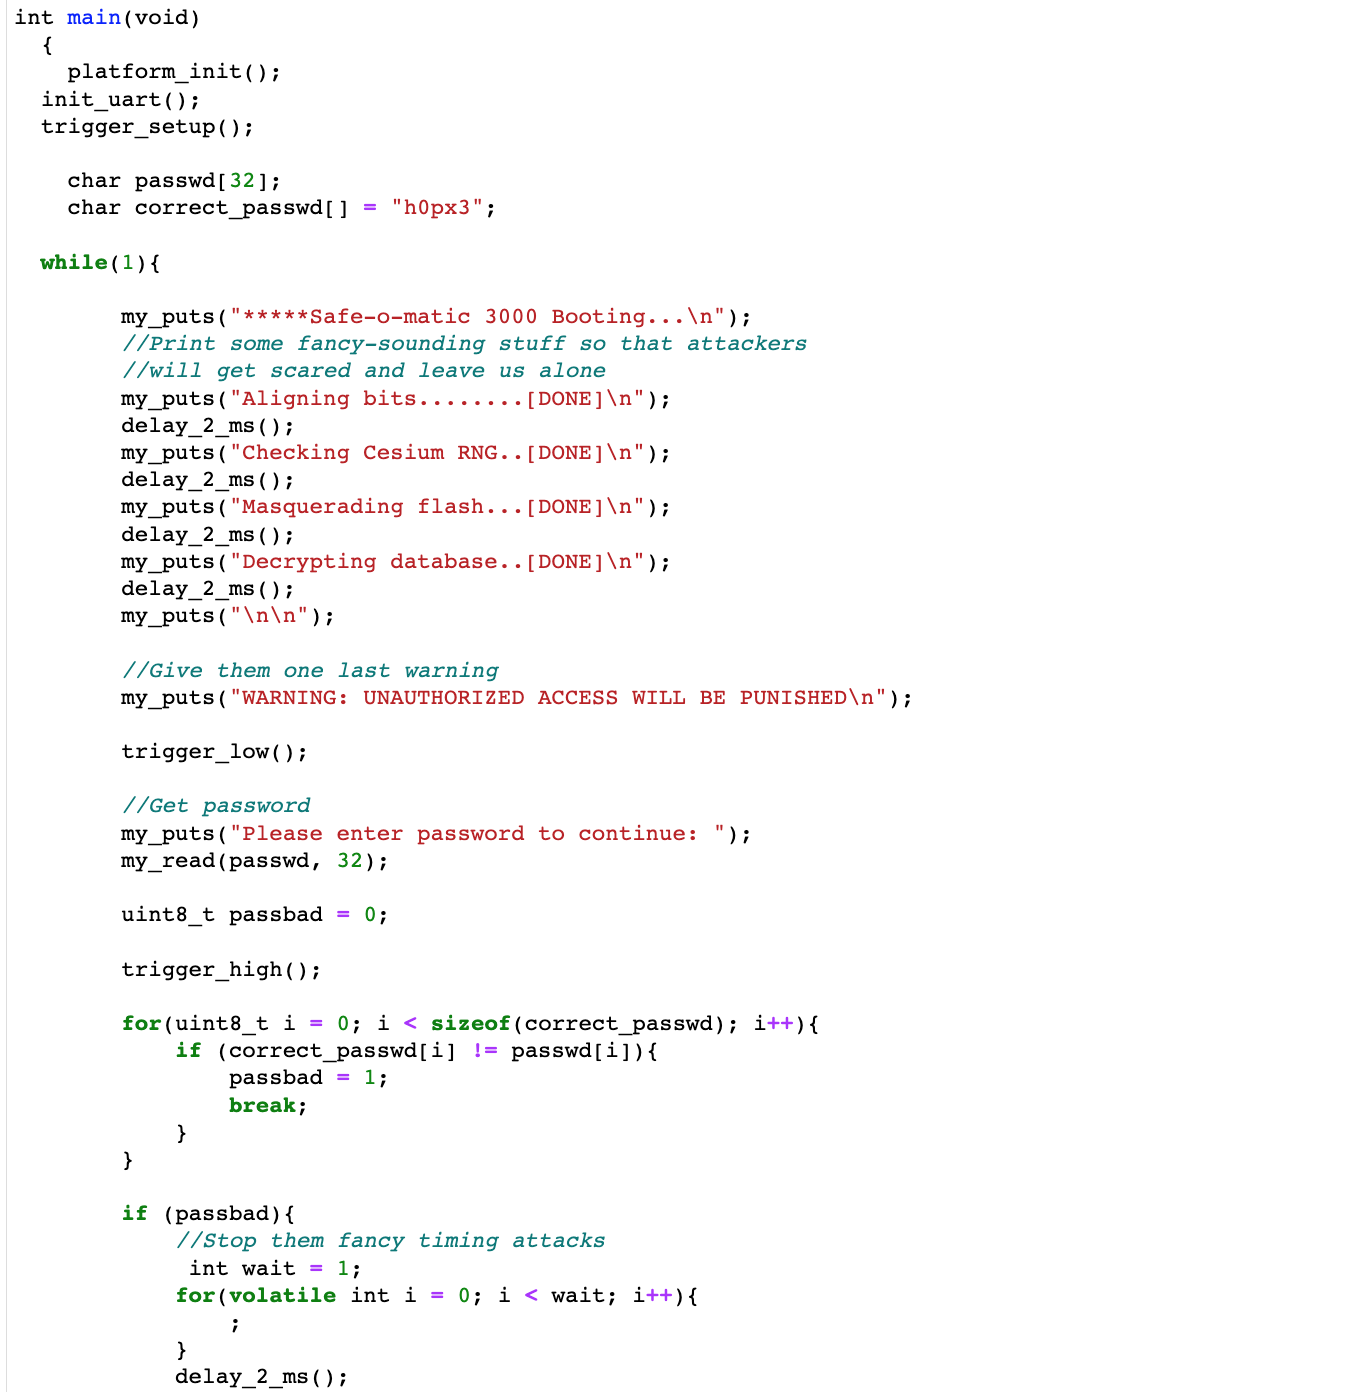 int main(void)
  {
    platform_init();
  init_uart();
  trigger_setup();

    char passwd[32];
    char correct_passwd[] = "h0px3";

  while(1){

        my_puts("*****Safe-o-matic 3000 Booting...\n");
        //Print some fancy-sounding stuff so that attackers
        //will get scared and leave us alone
        my_puts("Aligning bits........[DONE]\n");
        delay_2_ms();
        my_puts("Checking Cesium RNG..[DONE]\n");
        delay_2_ms();
        my_puts("Masquerading flash...[DONE]\n");
        delay_2_ms();
        my_puts("Decrypting database..[DONE]\n");
        delay_2_ms();
        my_puts("\n\n");

        //Give them one last warning
        my_puts("WARNING: UNAUTHORIZED ACCESS WILL BE PUNISHED\n");

        trigger_low();

        //Get password
        my_puts("Please enter password to continue: ");
        my_read(passwd, 32);

        uint8_t passbad = 0;

        trigger_high();

        for(uint8_t i = 0; i < sizeof(correct_passwd); i++){
            if (correct_passwd[i] != passwd[i]){
                passbad = 1;
                break;
            }
        }

        if (passbad){
            //Stop them fancy timing attacks
             int wait = 1;
            for(volatile int i = 0; i < wait; i++){
                ;
            }
            delay_2_ms();